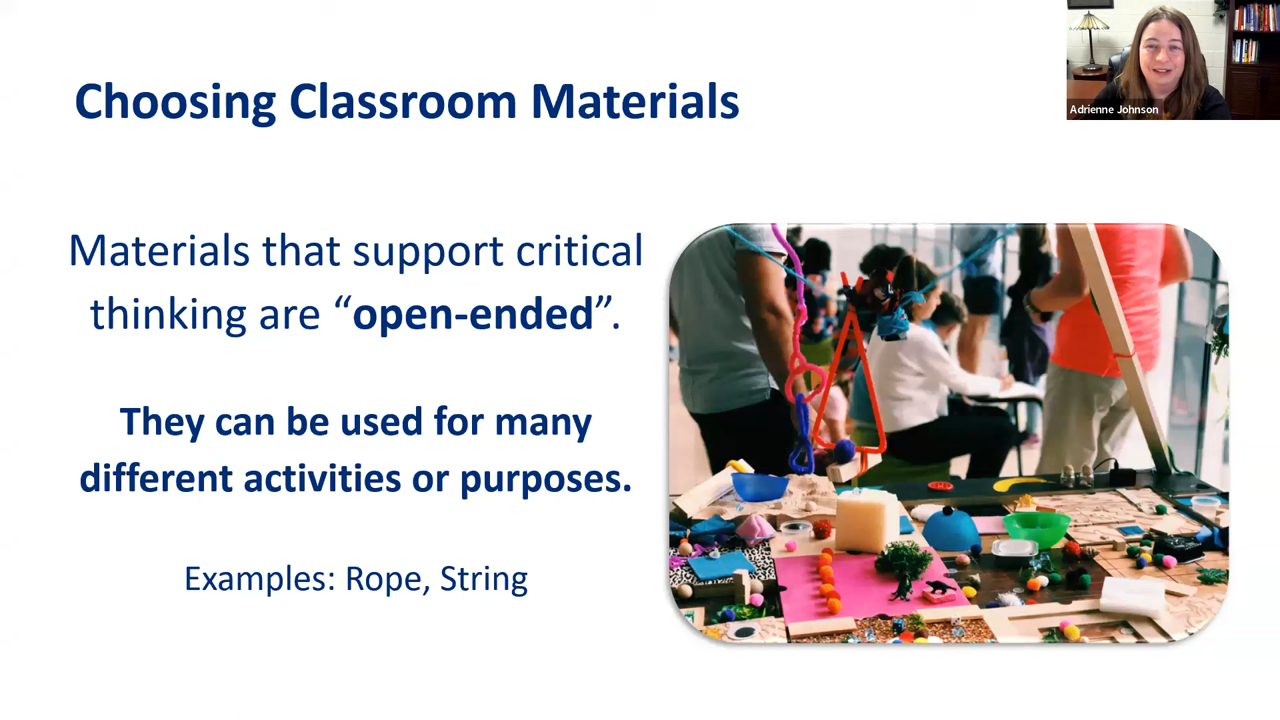 Choosing Classroom Materials
Adrienne Johnson
Materials that support critical
thinking are “open-ended”.
They can be used for many
different activities or purposes.
Examples: Rope, String